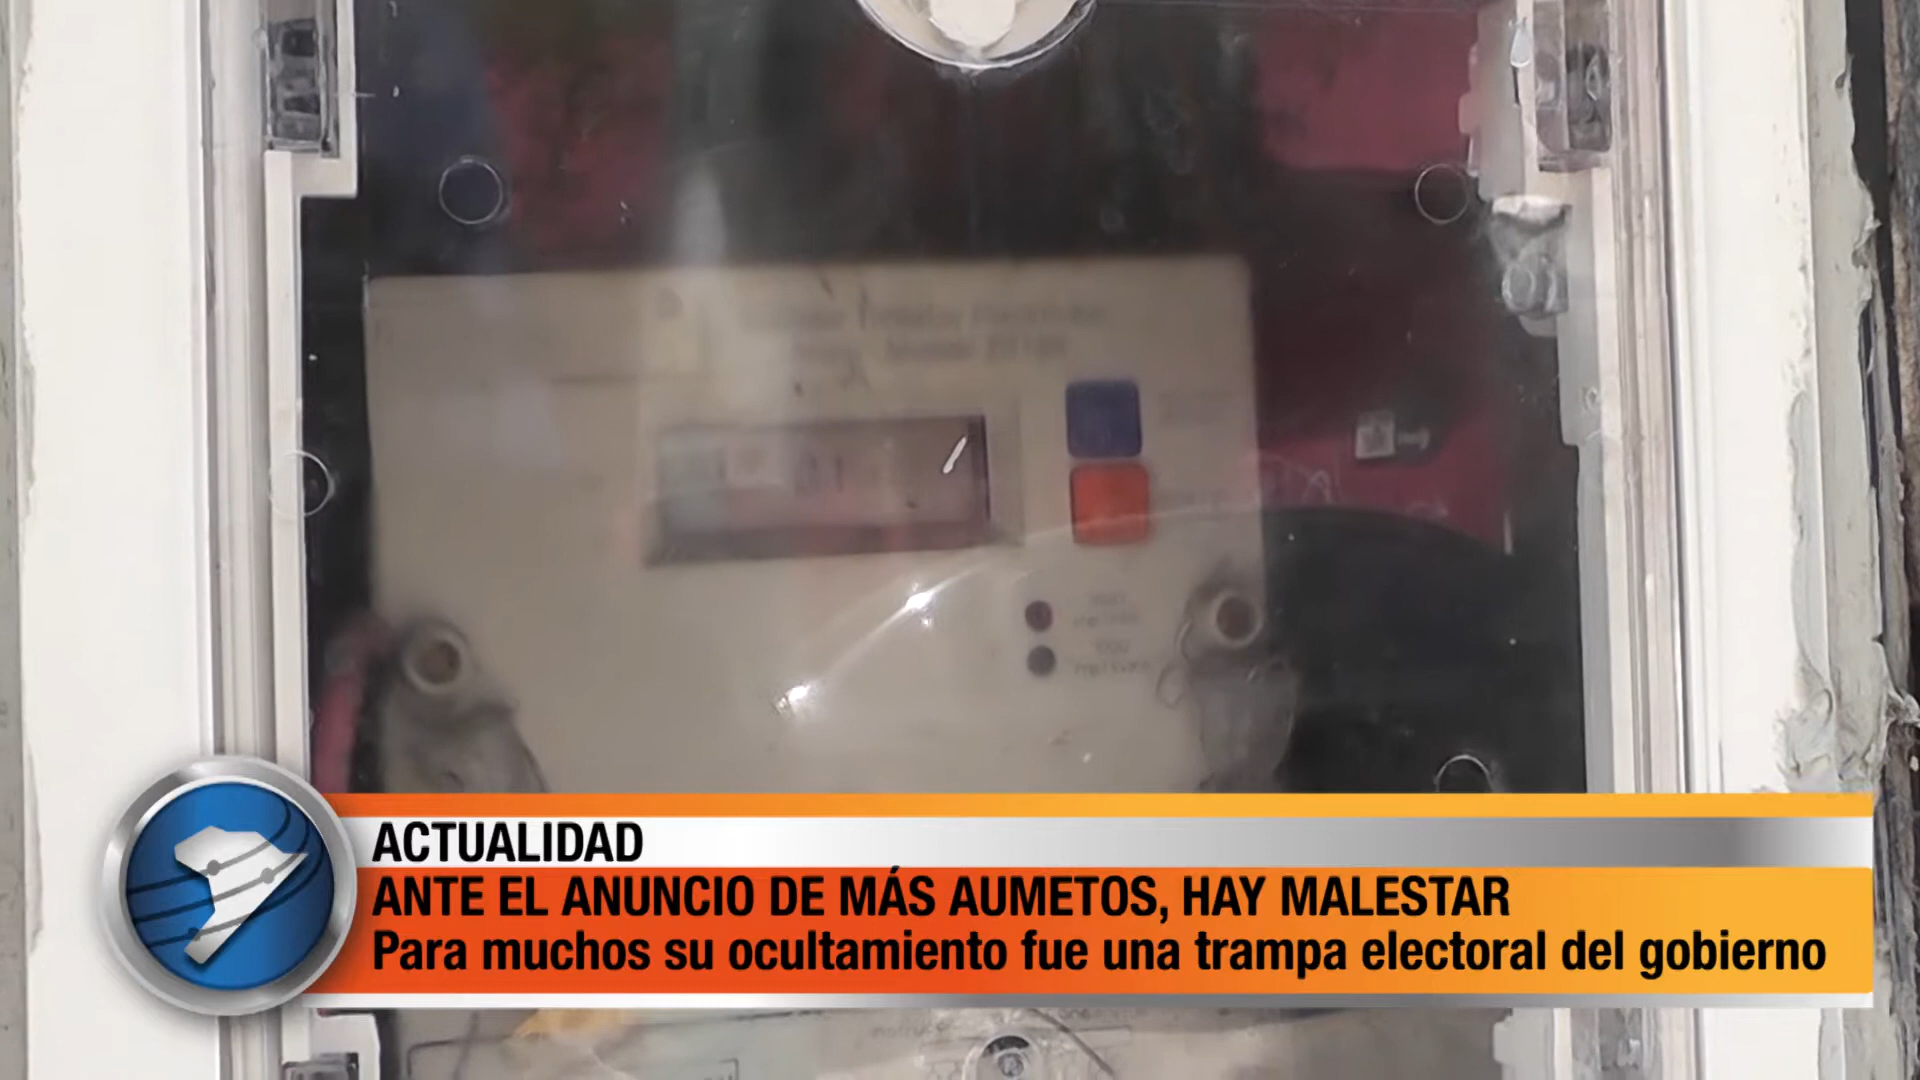 ACTUALIDAD
ANTE EL ANUNCIO DE MÁS AUMETOS, HAY MALESTAR
Para muchos su ocultamiento fue una trampa electoral del gobierno